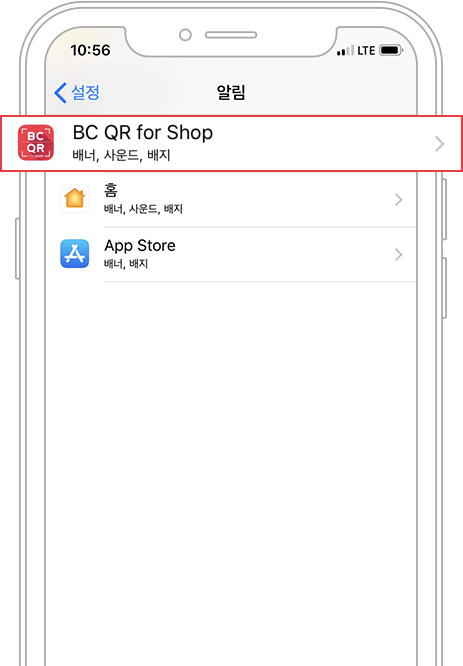 10:56 LTE
설정 알림
BC QR for Shop
BC
QR
SHOP
배너, 사운드, 배지
홈
배너, 사운드, 배지
App Store
배너, 배지